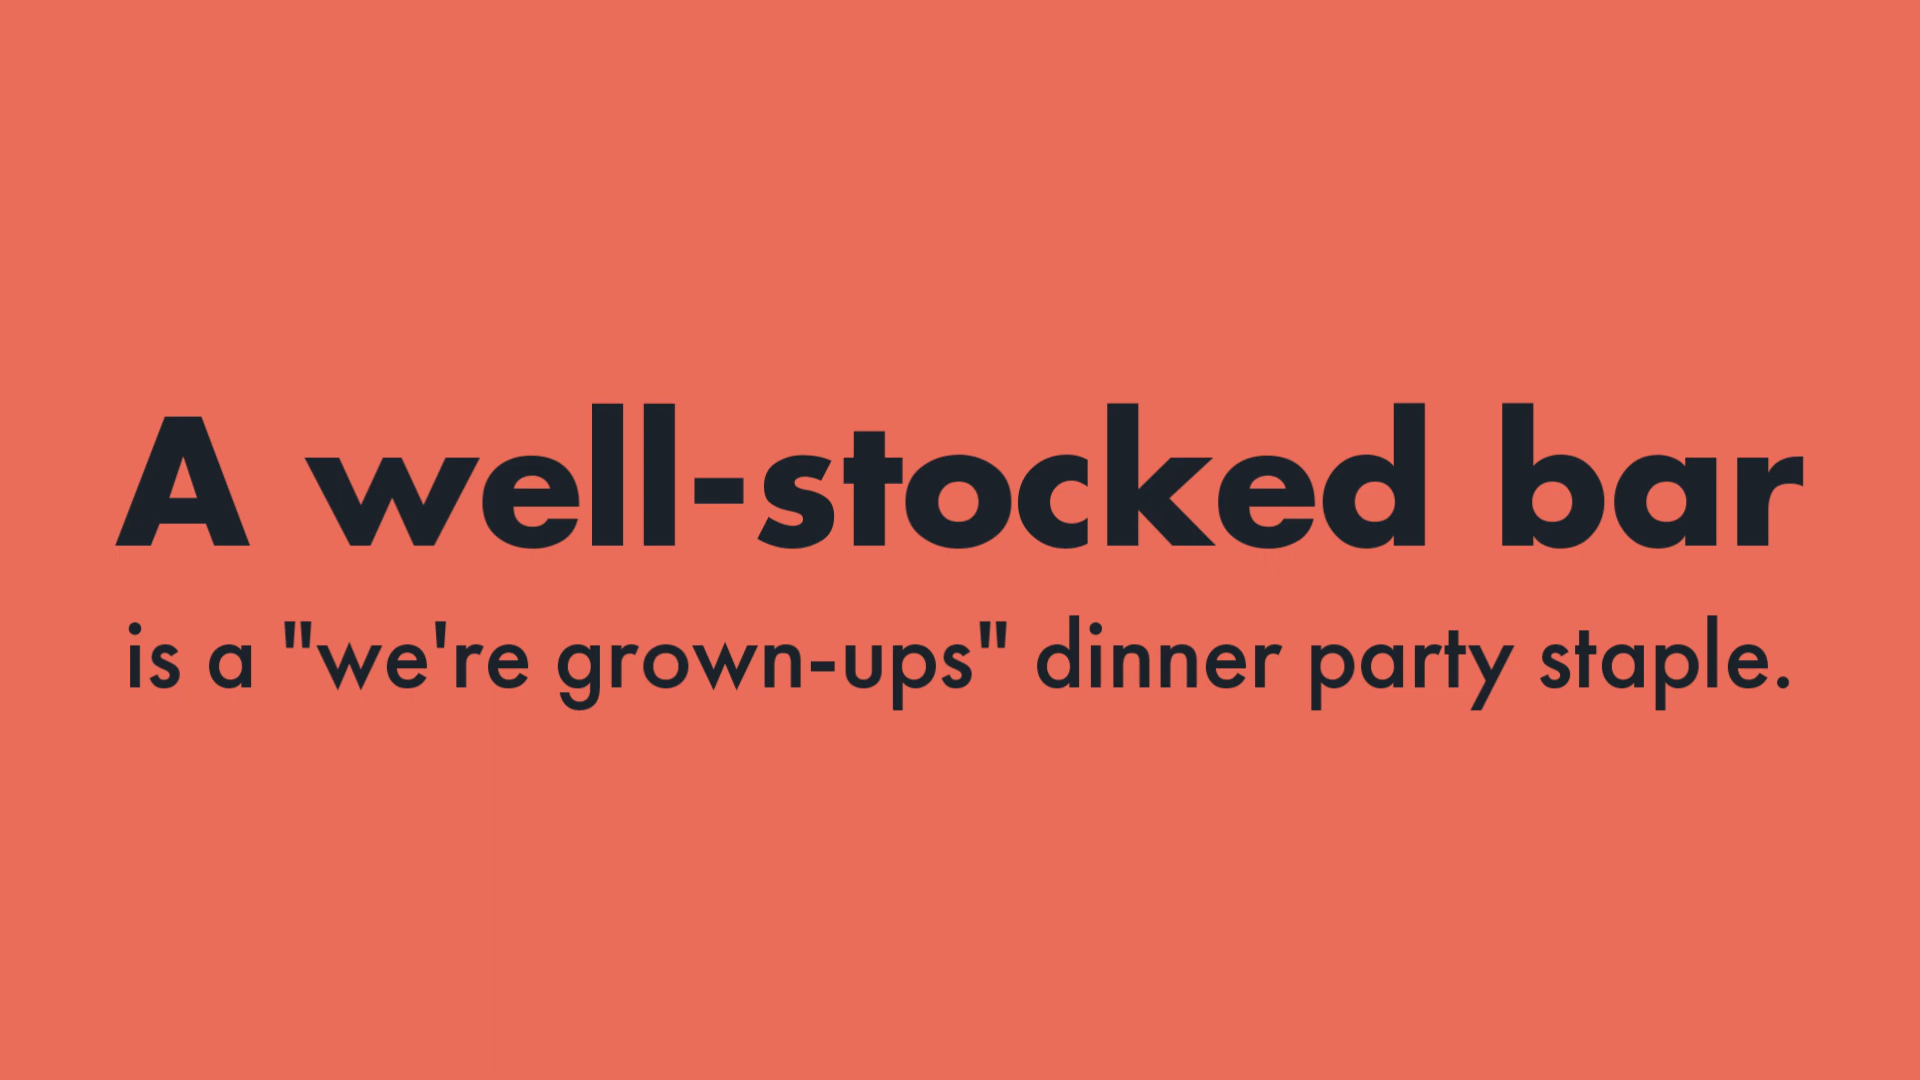 A well-stocked bar
is a "we're grown-ups" dinner party staple.